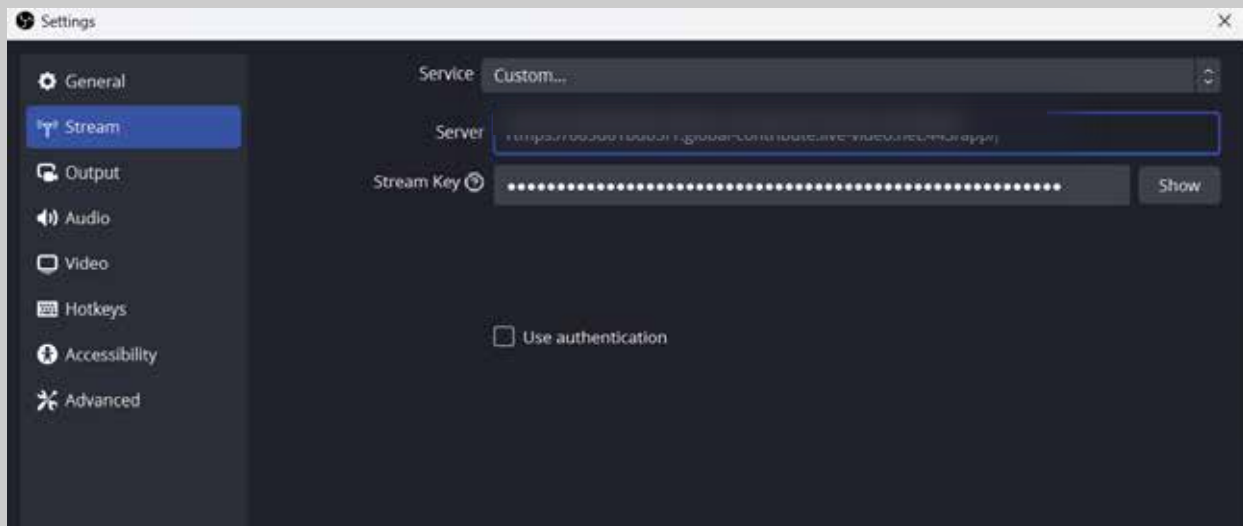 Settings
General
Service Custom...
Stream
Server
Output
Stream Key ?
Show
Audio
Video
Hotkeys
Use authentication
Accessibility
Advanced